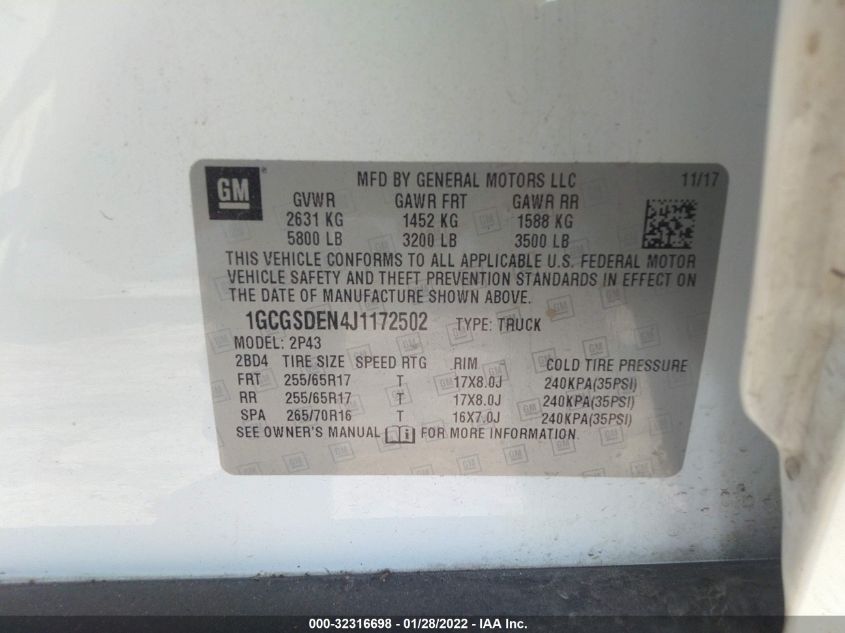 GM
MFD BY GENERAL MOTORS LLC 11/17
GVWR GAWR FRT GAWR RR
2631 KG 1452 KG 1588 KG
5800 LB 3200 LB 3500 LB
THIS VEHICLE CONFORMS TO ALL APPLICABLE U.S. FEDERAL MOTOR
VEHICLE SAFETY AND THEFT PREVENTION STANDARDS IN EFFECT ON
THE DATE OF MANUFACTURE SHOWN ABOVE.
1GCGSDEN4J1172502 TYPE: TRUCK
MODEL: 2P43
2BD4 TIRE SIZE SPEED RTG RIM COLD TIRE PRESSURE
FRT 255/65R17 T 17X8.0J 240KPA(35PSI)
RR 255/65R17 T 17X8.0J 240KPA(35PSI)
SPA 265/70R16 T 16X7.0J 240KPA(35PSI)
SEE OWNER'S MANUAL FOR MORE INFORMATION.
000-32316698 - 01/28/2022 - IAA Inc.